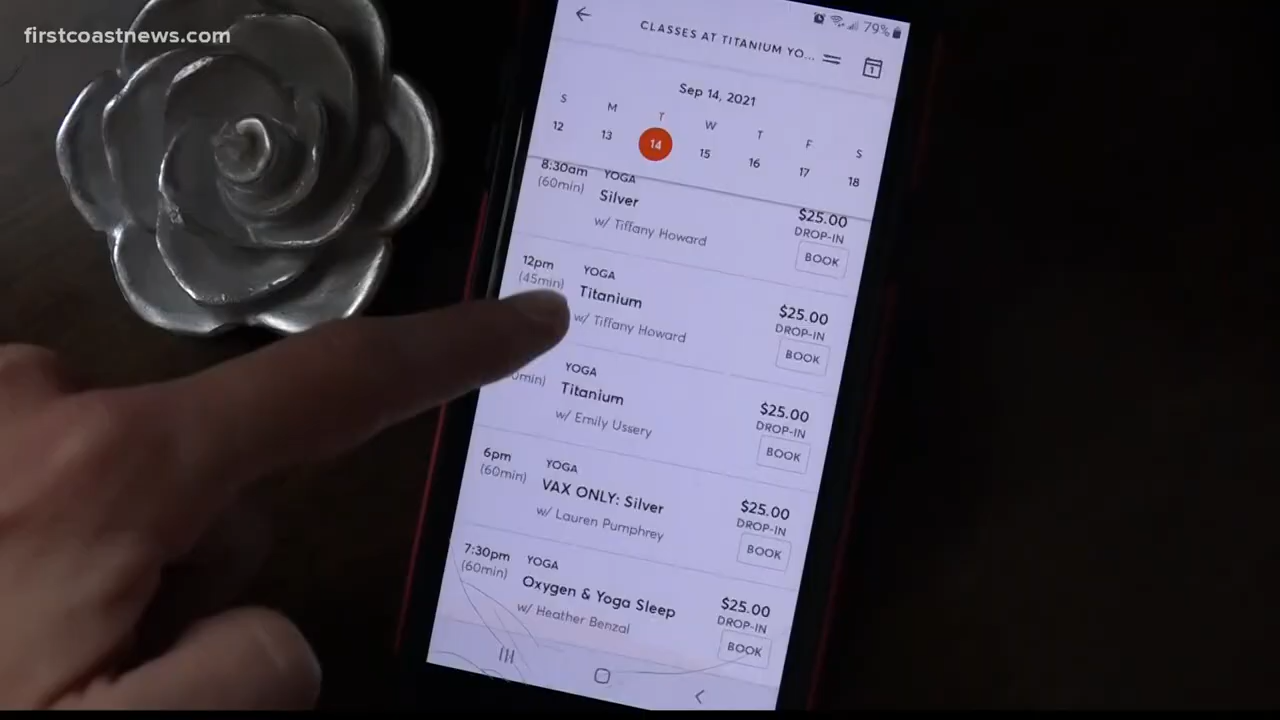 firstcoastnews.com
79%
CLASSES AT TITANIUM YO...
1
Sep 14, 2021
S M T W T F S
12 13 14 15 16 17 18
8:30am YOGA
(60min) Silver $25.00
w/ Tiffany Howard DROP-IN
BOOK
12pm YOGA
(45min) Titanium $25.00
w/ Tiffany Howard DROP-IN
BOOK
YOGA
0min) Titanium $25.00
w/ Emily Ussery DROP-IN
BOOK
6pm YOGA
(60min) VAX ONLY: Silver $25.00
w/ Lauren Pumphrey DROP-IN
BOOK
7:30pm YOGA
(60min) Oxygen & Yoga Sleep $25.00
w/ Heather Benzal DROP-IN
BOOK